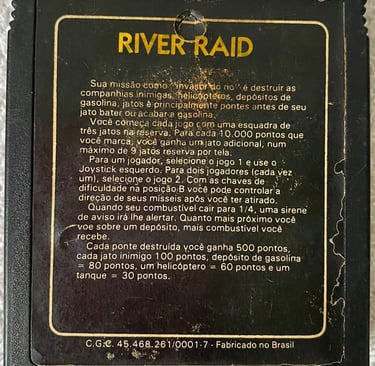 RIVER RAID
Sua missão como "invasor do rio" é destruir as
companhias inimigas, helicópteros, depósitos de
gasolina, jatos e principalmente pontes antes de seu
jato bater ou acabar a gasolina.
Você começa cada jogo com uma esquadra de
três jatos na reserva. Para cada 10.000 pontos que
você marca, você ganha um jato adicional, num
máximo de 9 jatos reserva por tela.
Para um jogador, selecione o jogo 1 e use o
Joystick esquerdo. Para dois jogadores (cada vez
um), selecione o jogo 2. Com as chaves de
dificuldade na posição B você pode controlar a
direção de seus mísseis após você ter atirado.
Quando seu combustível cair para 1/4, uma sirene
de aviso irá lhe alertar. Quanto mais próximo você
voe sobre um depósito, mais combustível você
recebe.
Cada ponte destruída você ganha 500 pontos,
cada jato inimigo 100 pontos, depósito de gasolina
= 80 pontos, um helicóptero = 60 pontos e um
tanque = 30 pontos.
C.G.C. 45.468.261/0001-7 - Fabricado no Brasil